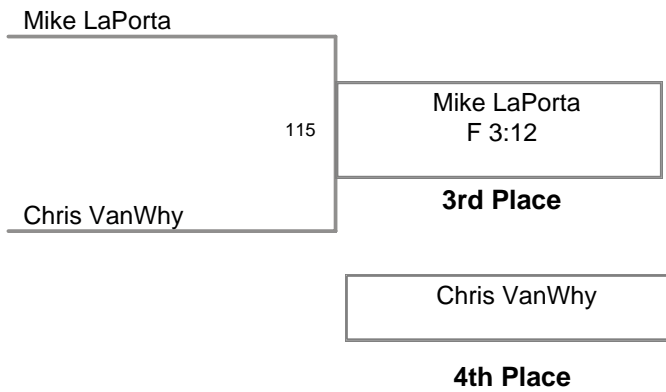 Mike LaPorta
115
Mike LaPorta
F 3:12
3rd Place
Chris VanWhy
Chris VanWhy
4th Place